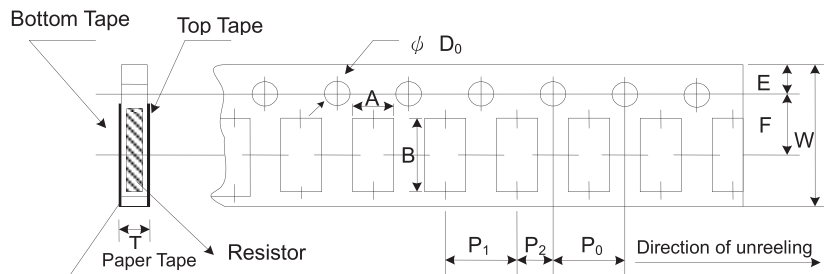 Bottom Tape
Top Tape
ϕ D₀
E
A
F
W
B
T
Paper Tape
Resistor
P₁
P₂
P₀
Direction of unreeling